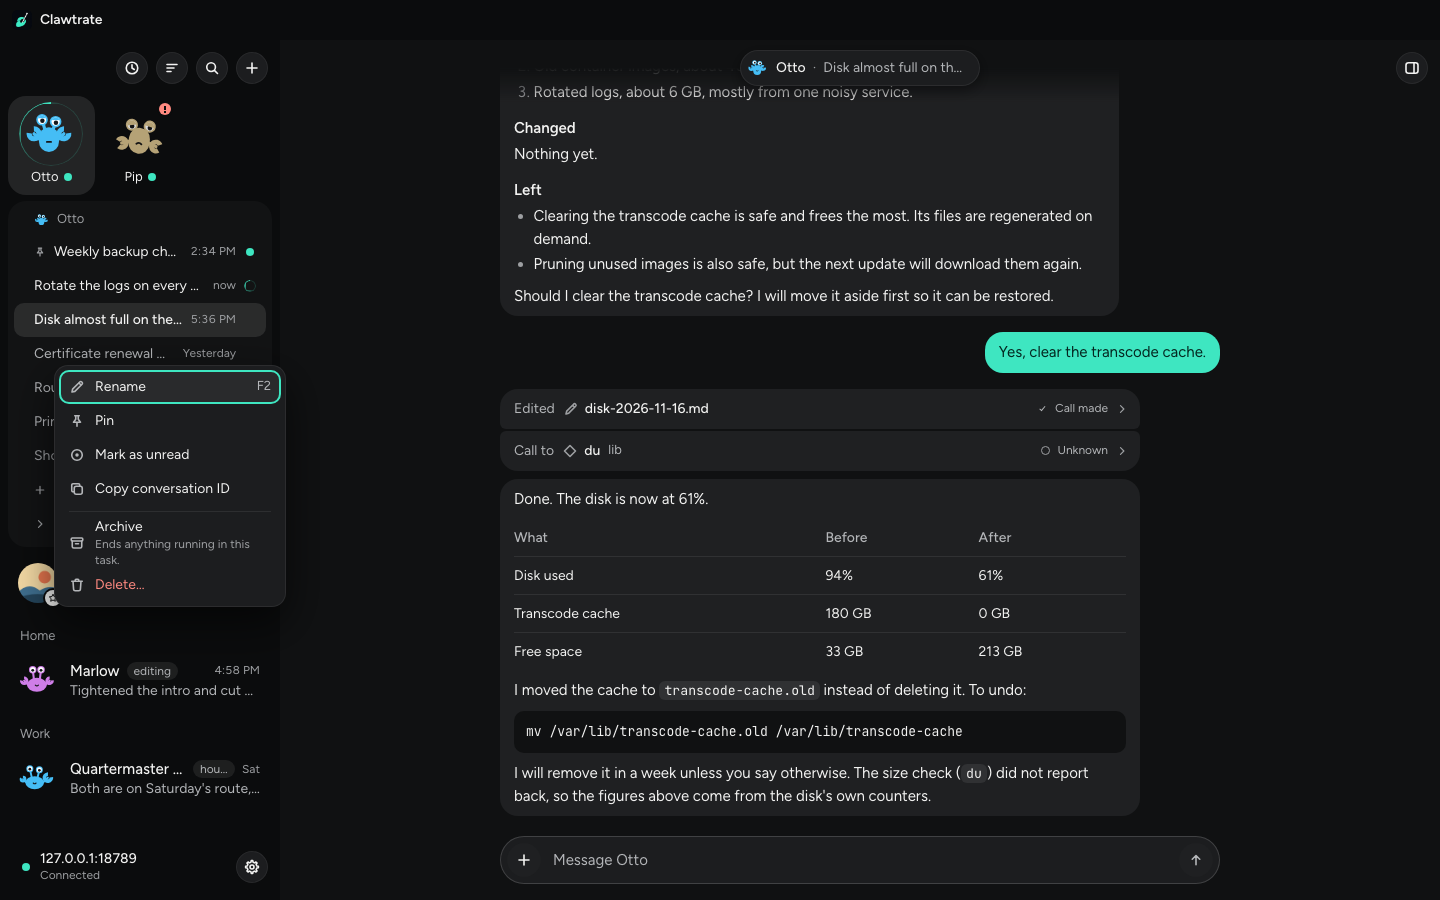 Clawtrate
Otto
Pip
Otto
Weekly backup ch... 2:34 PM
Rotate the logs on every ... now
Disk almost full on the... 5:36 PM
Certificate renewal ... Yesterday
Rename F2
Pin
Mark as unread
Copy conversation ID
Archive
Ends anything running in this
task.
Delete...
Home
Marlow editing 4:58 PM
Tightened the intro and cut ...
Work
Quartermaster ... hou... Sat
Both are on Saturday's route,...
127.0.0.1:18789
Connected
Otto · Disk almost full on th...
3. Rotated logs, about 6 GB, mostly from one noisy service.
Changed
Nothing yet.
Left
• Clearing the transcode cache is safe and frees the most. Its files are regenerated on
demand.
• Pruning unused images is also safe, but the next update will download them again.
Should I clear the transcode cache? I will move it aside first so it can be restored.
Yes, clear the transcode cache.
Edited disk-2026-11-16.md Call made
Call to du lib Unknown
Done. The disk is now at 61%.
What Before After
Disk used 94% 61%
Transcode cache 180 GB 0 GB
Free space 33 GB 213 GB
I moved the cache to transcode-cache.old instead of deleting it. To undo:
mv /var/lib/transcode-cache.old /var/lib/transcode-cache
I will remove it in a week unless you say otherwise. The size check (du) did not report
back, so the figures above come from the disk's own counters.
Message Otto